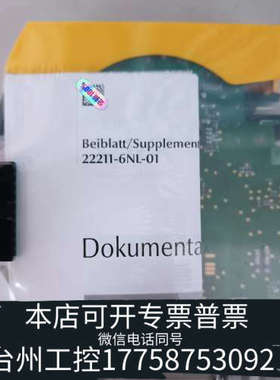 Beiblatt/Supplement
22211-6NL-01
Dokumenta
本店可开专票普票
微信电话同号
台州工控17758753092